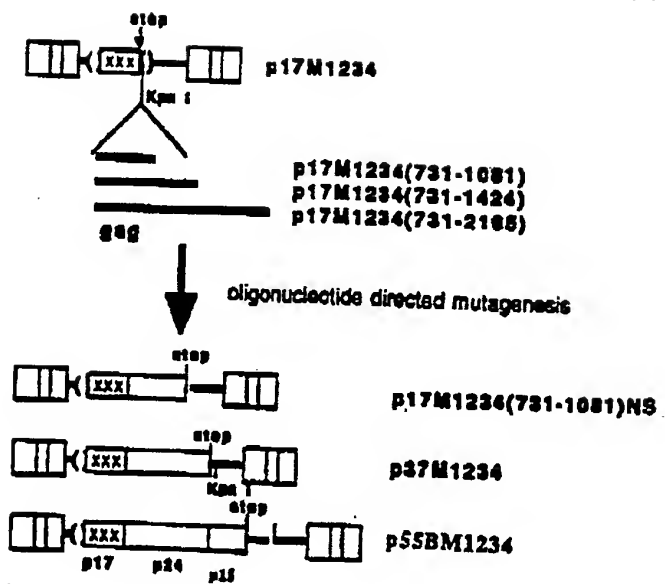 stop
xxx
p17M1234
Kpn I
p17M1234(731-1081)
p17M1234(731-1424)
p17M1234(731-2165)
gag
oligonucleotide directed mutagenesis
stop
xxx
p17M1234(731-1081)NS
stop
xxx
p37M1234
Kpn
stop
xxx
p55BM1234
p17 p24 p15